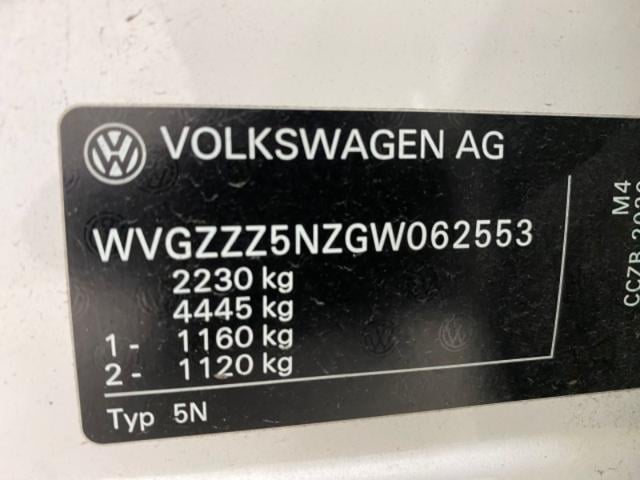 VOLKSWAGEN AG
WVGZZZ5NZGW062553
2230 kg
4445 kg
1- 1160 kg
2- 1120 kg
Typ 5N
M4
CCZB